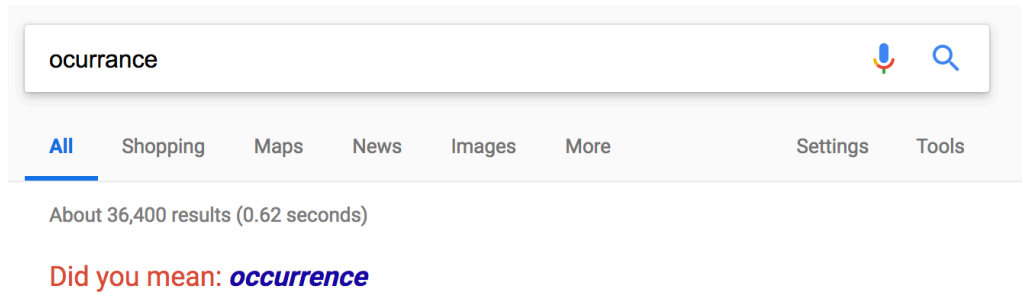 ocurrance
All Shopping Maps News Images More Settings Tools
About 36,400 results (0.62 seconds)
Did you mean: occurrence